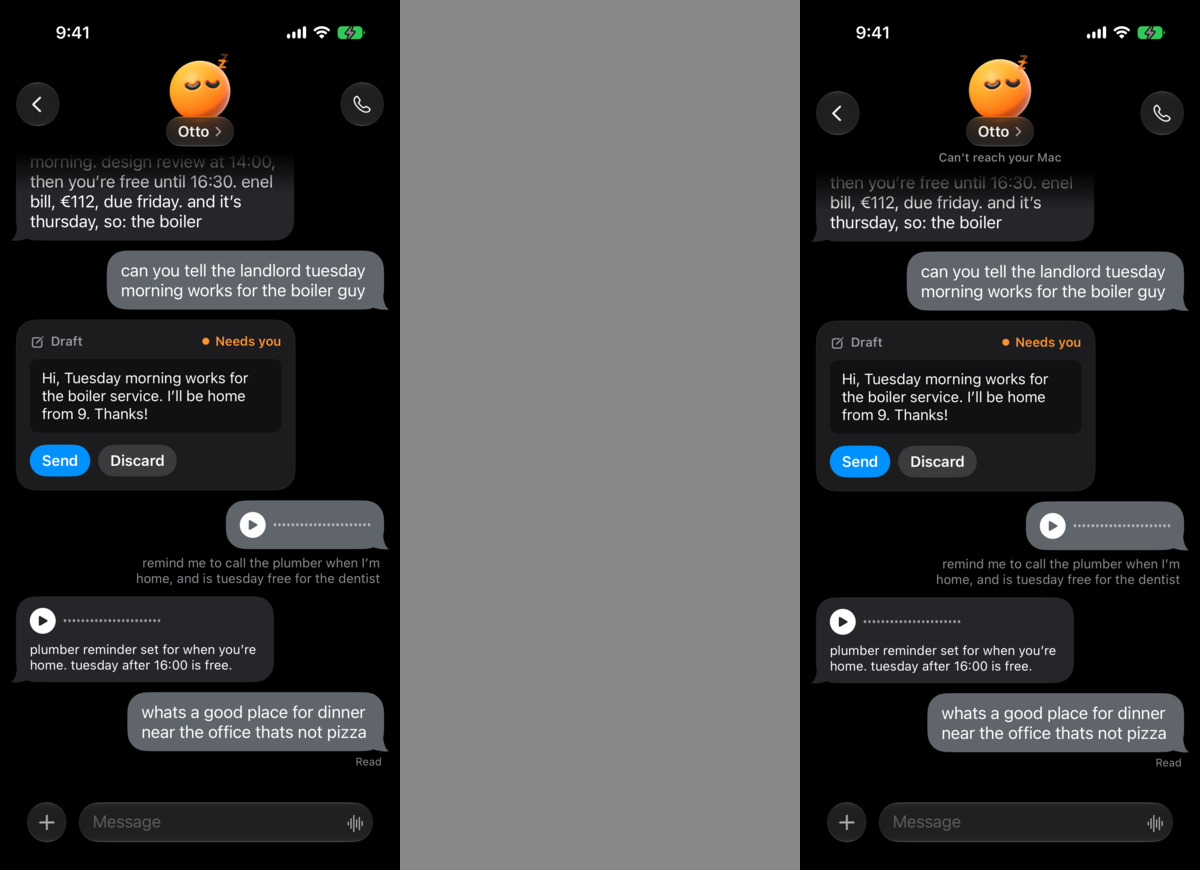 9:41
Otto
morning. design review at 14:00,
then you’re free until 16:30. enel
bill, €112, due friday. and it’s
thursday, so: the boiler
can you tell the landlord tuesday
morning works for the boiler guy
Draft
Needs you
Hi, Tuesday morning works for
the boiler service. I’ll be home
from 9. Thanks!
Send
Discard
remind me to call the plumber when I’m
home, and is tuesday free for the dentist
plumber reminder set for when you’re
home. tuesday after 16:00 is free.
whats a good place for dinner
near the office thats not pizza
Read
Message
9:41
Otto
Can’t reach your Mac
then you’re free until 16:30. enel
bill, €112, due friday. and it’s
thursday, so: the boiler
can you tell the landlord tuesday
morning works for the boiler guy
Draft
Needs you
Hi, Tuesday morning works for
the boiler service. I’ll be home
from 9. Thanks!
Send
Discard
remind me to call the plumber when I’m
home, and is tuesday free for the dentist
plumber reminder set for when you’re
home. tuesday after 16:00 is free.
whats a good place for dinner
near the office thats not pizza
Read
Message